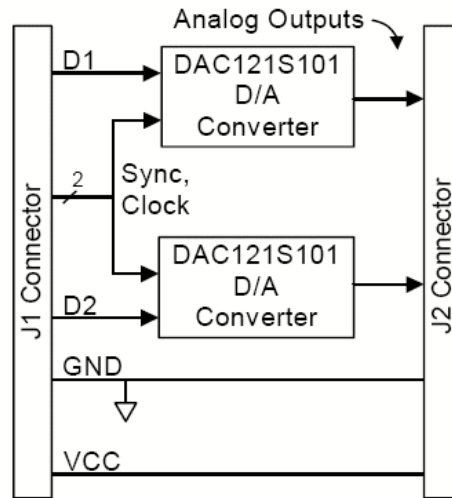 Analog Outputs
D1
DAC121S101
D/A
Converter
2
Sync,
Clock
DAC121S101
D/A
Converter
D2
GND
VCC
J1 Connector
J2 Connector